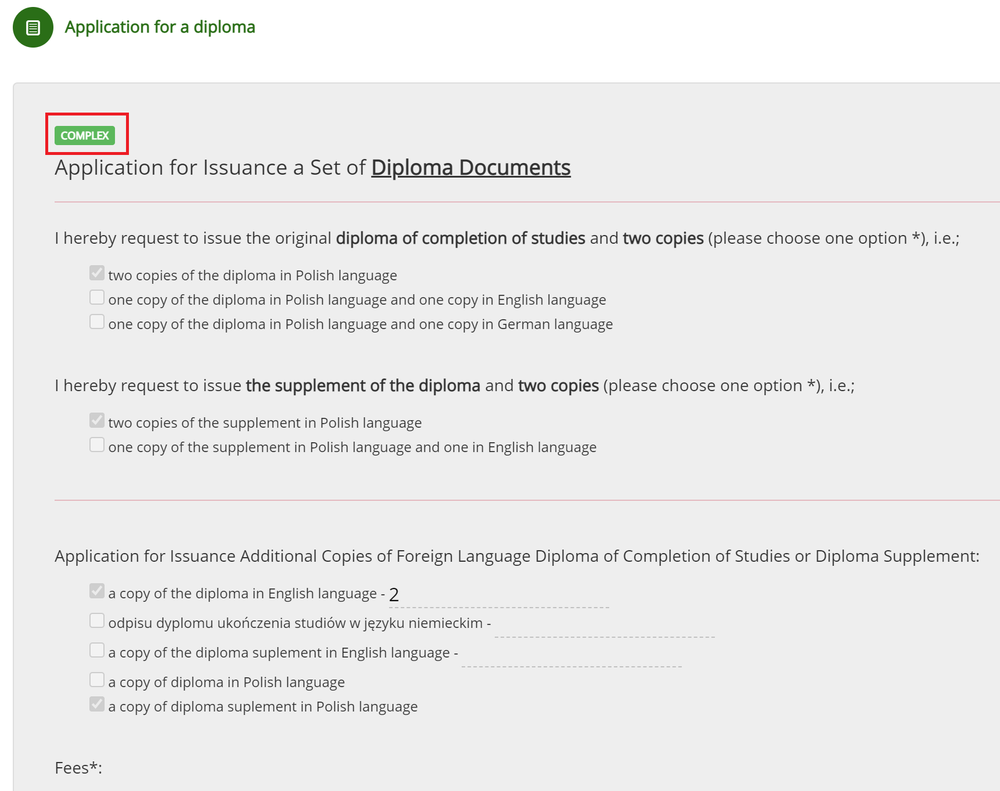 Application for a diploma
COMPLEX
Application for Issuance a Set of Diploma Documents
I hereby request to issue the original diploma of completion of studies and two copies (please choose one option *), i.e.;
two copies of the diploma in Polish language
one copy of the diploma in Polish language and one copy in English language
one copy of the diploma in Polish language and one copy in German language
I hereby request to issue the supplement of the diploma and two copies (please choose one option *), i.e.;
two copies of the supplement in Polish language
one copy of the supplement in Polish language and one in English language
Application for Issuance Additional Copies of Foreign Language Diploma of Completion of Studies or Diploma Supplement:
a copy of the diploma in English language - 2
odpisu dyplomu ukończenia studiów w języku niemieckim -
a copy of the diploma suplement in English language -
a copy of diploma in Polish language
a copy of diploma suplement in Polish language
Fees*: